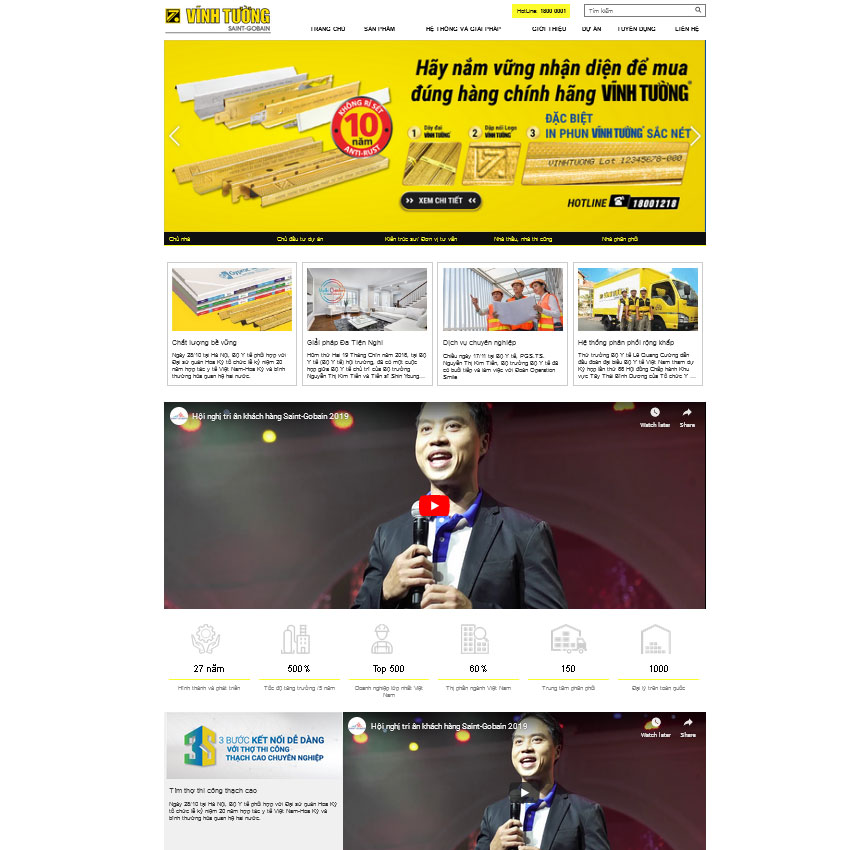 VĨNH TƯỜNG
SAINT-GOBAIN
HotLine 1800 0001
Tìm kiếm
TRANG CHỦ SẢN PHẨM HỆ THỐNG VÀ GIẢI PHÁP GIỚI THIỆU DỰ ÁN TUYỂN DỤNG LIÊN HỆ
Hãy nắm vững nhận diện để mua
đúng hàng chính hãng VĨNH TƯỜNG
KHÔNG RỈ SÉT
10
năm
ANTI-RUST
ĐẶC BIỆT
1 Dãy đai VĨNH TƯỜNG 2 Dập nổi Logo VĨNH TƯỜNG 3 IN PHUN VĨNH TƯỜNG SẮC NÉT
VINHTUONG Lot 12345678-000
XEM CHI TIẾT
HOTLINE 18001218
Chủ nhà Chủ đầu tư dự án Kiến trúc sư/ Đơn vị tư vấn Nhà thầu, nhà thi công Nhà phân phối
Chất lượng bề vững
Ngày 28/10 tại Hà Nội, Bộ Y tế phối hợp với
Đại sứ quán Hoa Kỳ tổ chức lễ kỷ niệm 20
năm hợp tác y tế Việt Nam-Hoa Kỳ và bình
thường hóa quan hệ hai nước.
Giải pháp Đa Tiện Nghi
Hôm thứ Hai 19 Tháng Chín năm 2016, tại Bộ
Y tế (Bộ Y tế) hội trường, đã có một cuộc
họp giữa Bộ Y tế chủ trì của Bộ trưởng
Nguyễn Thị Kim Tiến và Tiến sĩ Shin Young...
Dịch vụ chuyên nghiệp
Chiều ngày 17/11 tại Bộ Y tế, PGS.TS.
Nguyễn Thị Kim Tiến, Bộ trưởng Bộ Y tế đã
có buổi tiếp và làm việc với Đoàn Operation
Smile
Hệ thống phân phối rộng khắp
Thứ trưởng Bộ Y tế Lê Quang Cường dẫn
đầu đoàn đại biểu Bộ Y tế Việt Nam tham dự
Kỳ họp lần thứ 66 Hội đồng Chấp hành Khu
vực Tây Thái Bình Dương của Tổ chức Y ...
Hội nghị tri ân khách hàng Saint-Gobain 2019
Watch later Share
27 năm
Hình thành và phát triển
500 %
Tốc độ tăng trưởng /5 năm
Top 500
Doanh nghiệp lớp nhất Việt
Nam
60 %
Thị phần ngành Việt Nam
150
Trung tâm phân phối
1000
Đại lý trên toàn quốc
3S
3 BƯỚC KẾT NỐI DỄ DÀNG
VỚI THỢ THI CÔNG
THẠCH CAO CHUYÊN NGHIỆP
Tìm thợ thi công thạch cao
Ngày 28/10 tại Hà Nội, Bộ Y tế phối hợp với Đại sứ quán Hoa Kỳ
tổ chức lễ kỷ niệm 20 năm hợp tác y tế Việt Nam-Hoa Kỳ và
bình thường hóa quan hệ hai nước.
Hội nghị tri ân khách hàng Saint-Gobain 2019
Watch later Share